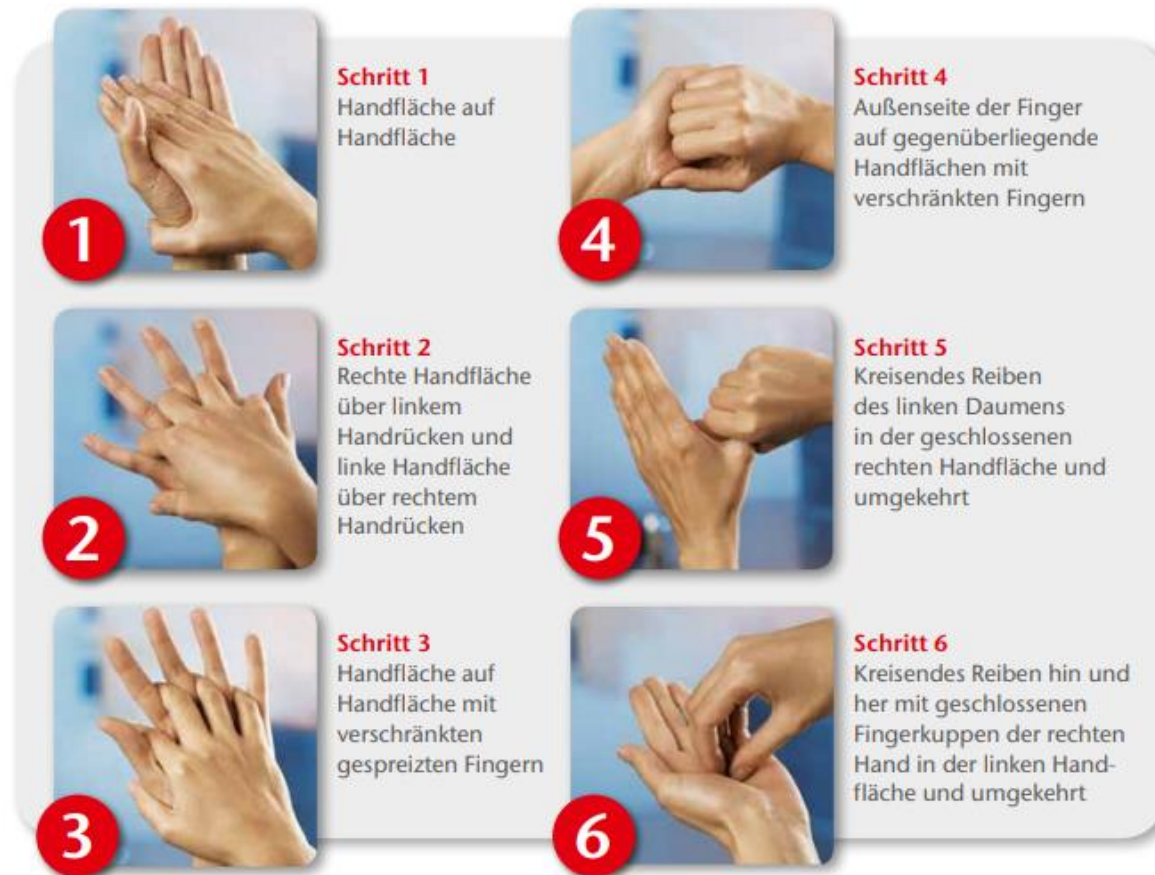 1
Schritt 1
Handfläche auf
Handfläche
2
Schritt 2
Rechte Handfläche
über linkem
Handrücken und
linke Handfläche
über rechtem
Handrücken
3
Schritt 3
Handfläche auf
Handfläche mit
verschränkten
gespreizten Fingern
4
Schritt 4
Außenseite der Finger
auf gegenüberliegende
Handflächen mit
verschränkten Fingern
5
Schritt 5
Kreisendes Reiben
des linken Daumens
in der geschlossenen
rechten Handfläche und
umgekehrt
6
Schritt 6
Kreisendes Reiben hin und
her mit geschlossenen
Fingerkuppen der rechten
Hand in der linken Hand-
fläche und umgekehrt